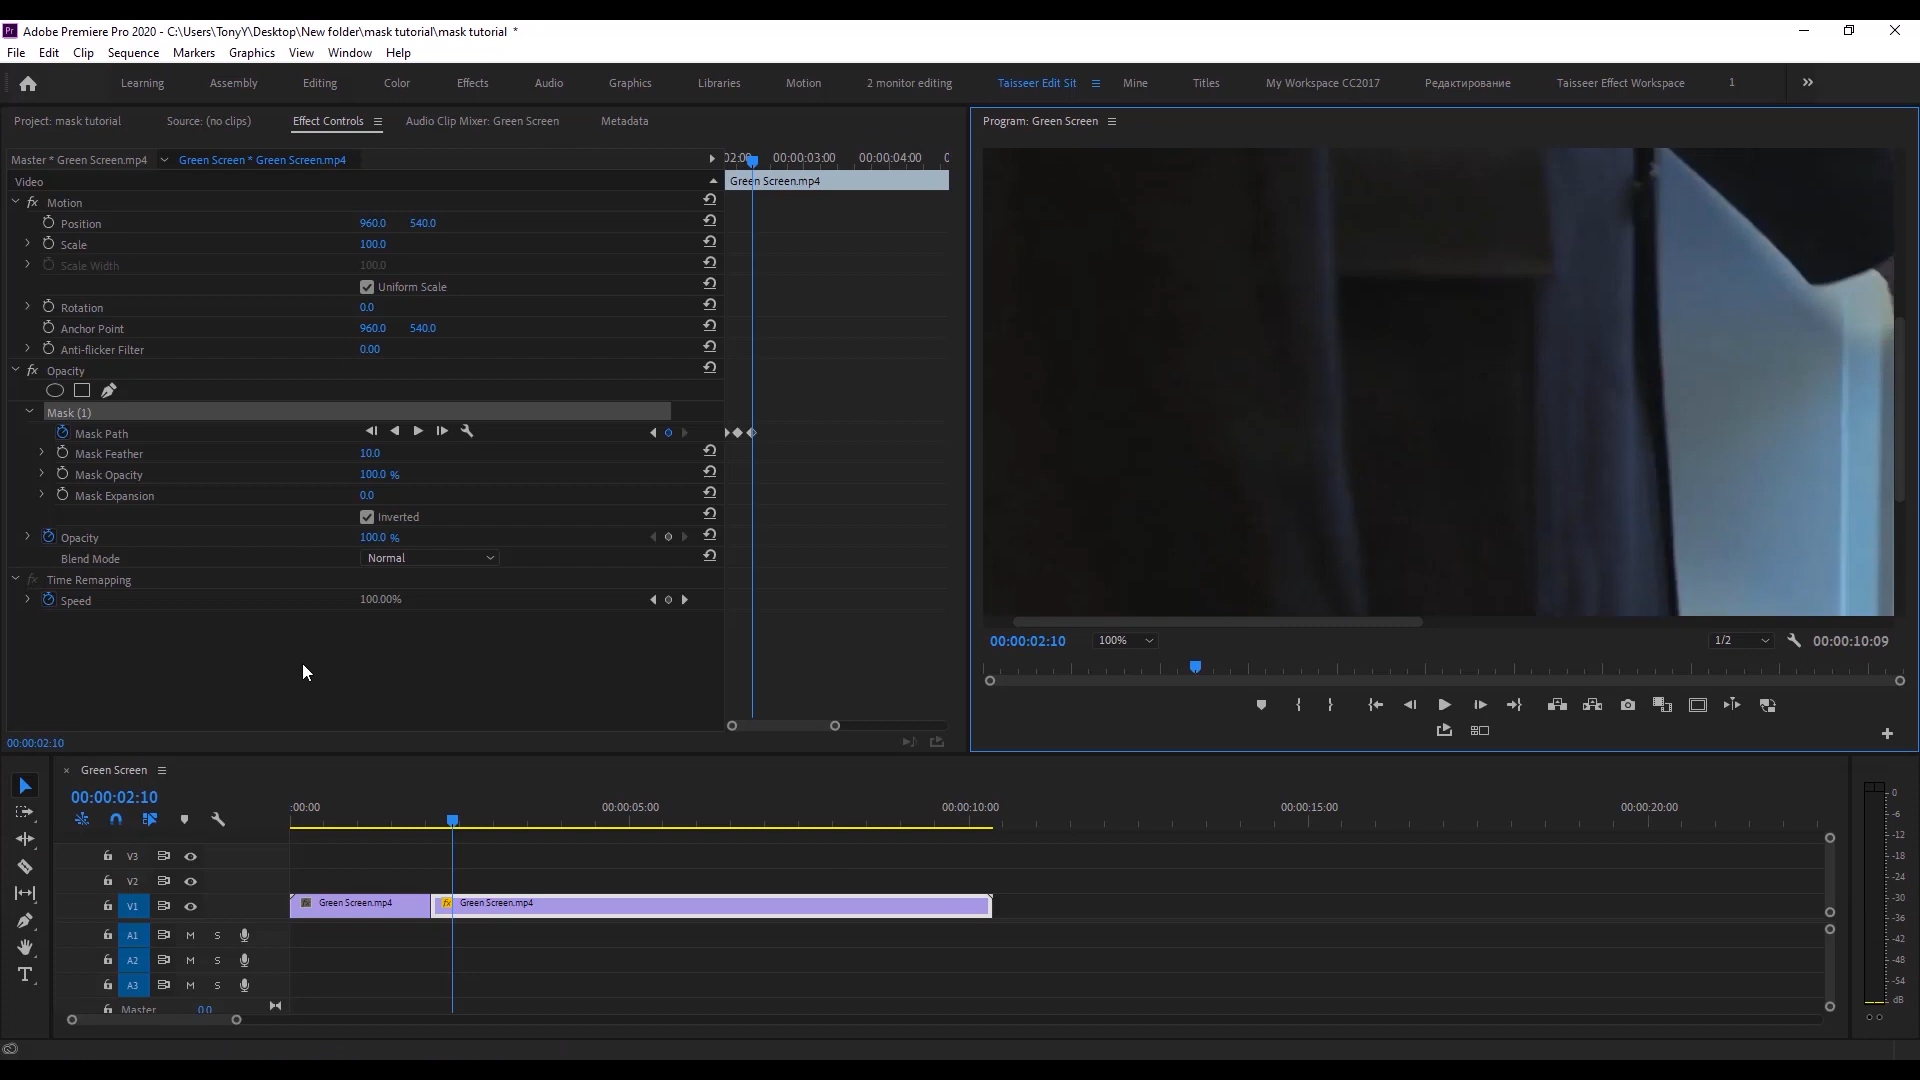 Adobe Premiere Pro 2020 - C:\Users\TonyY\Desktop\New folder\mask tutorial\mask tutorial *
File Edit Clip Sequence Markers Graphics View Window Help
Learning Assembly Editing Color Effects Audio Graphics Libraries Motion 2 monitor editing Taisseer Edit Sit Mine Titles My Workspace CC2017 Редактирование Taisseer Effect Workspace 1
Project: mask tutorial Source: (no clips) Effect Controls Audio Clip Mixer: Green Screen Metadata
Program: Green Screen
Master * Green Screen.mp4 Green Screen * Green Screen.mp4
02:00 00:00:03:00 00:00:04:00 0
Video
Green Screen.mp4
fx Motion
Position 960.0 540.0
Scale 100.0
Scale Width 100.0
Uniform Scale
Rotation 0.0
Anchor Point 960.0 540.0
Anti-flicker Filter 0.00
fx Opacity
Mask (1)
Mask Path
Mask Feather 10.0
Mask Opacity 100.0 %
Mask Expansion 0.0
Inverted
Opacity 100.0 %
Blend Mode Normal
fx Time Remapping
Speed 100.00%
00:00:02:10 100% 1/2 00:00:10:09
00:00:02:10
× Green Screen
00:00:02:10
:00:00 00:00:05:00 00:00:10:00 00:00:15:00 00:00:20:00
V3
V2
V1 fx Green Screen.mp4 fx Green Screen.mp4
A1 M S
A2 M S
A3 M S
Master 0.0
0
-6
-12
-18
-24
-30
-36
-42
-48
-54
dB